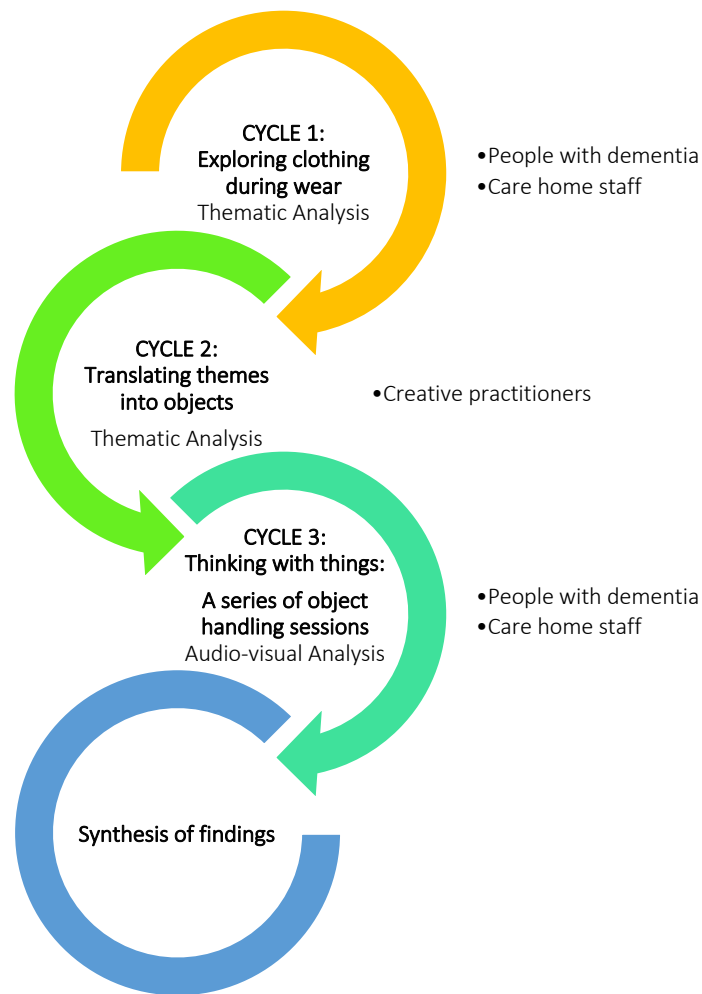 CYCLE 1:
Exploring clothing
during wear
Thematic Analysis
•People with dementia
•Care home staff
CYCLE 2:
Translating themes
into objects
Thematic Analysis
•Creative practitioners
CYCLE 3:
Thinking with things:
A series of object
handling sessions
Audio-visual Analysis
•People with dementia
•Care home staff
Synthesis of findings